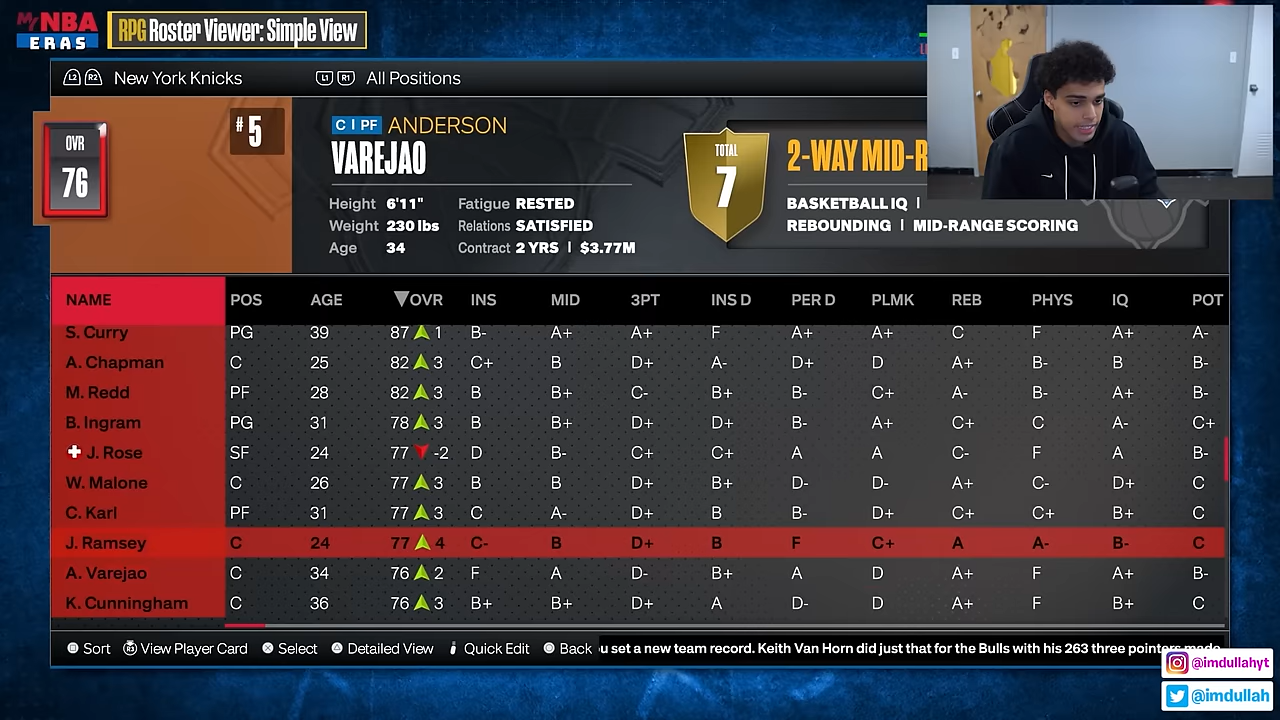 MyNBA
ERAS
RPG Roster Viewer: Simple View
L2 R2 New York Knicks L1 R1 All Positions
OVR
76
#5
C | PF ANDERSON
VAREJAO
Height 6'11" Fatigue RESTED
Weight 230 lbs Relations SATISFIED
Age 34 Contract 2 YRS | $3.77M
TOTAL
7
2-WAY MID-R
BASKETBALL IQ |
REBOUNDING | MID-RANGE SCORING
NAME POS AGE OVR INS MID 3PT INS D PER D PLMK REB PHYS IQ POT
S. Curry PG 39 87 1 B- A+ A+ F A+ A+ C F A+ A-
A. Chapman C 25 82 3 C+ B D+ A- D+ D A+ B- B B-
M. Redd PF 28 82 3 B B+ C- B+ B- C+ A- B- A+ B-
B. Ingram PG 31 78 3 B B+ D+ D+ B- A+ C+ C A- C+
J. Rose SF 24 77 -2 D B- C+ C+ A A C- F A B-
W. Malone C 26 77 3 B B D+ B+ D- D- A+ C- D+ C
C. Karl PF 31 77 3 C A- D+ B B- D+ C+ C+ B+ C
J. Ramsey C 24 77 4 C- B D+ B F C+ A A- B- C
A. Varejao C 34 76 2 F A D- B+ A D A+ F A+ B-
K. Cunningham C 36 76 3 B+ B+ D+ A D- D A+ F B+ C
Sort R3 View Player Card Select Detailed View Quick Edit Back u set a new team record. Keith Van Horn did just that for the Bulls with his 263 three pointers made
@imdullahyt
@imdullah